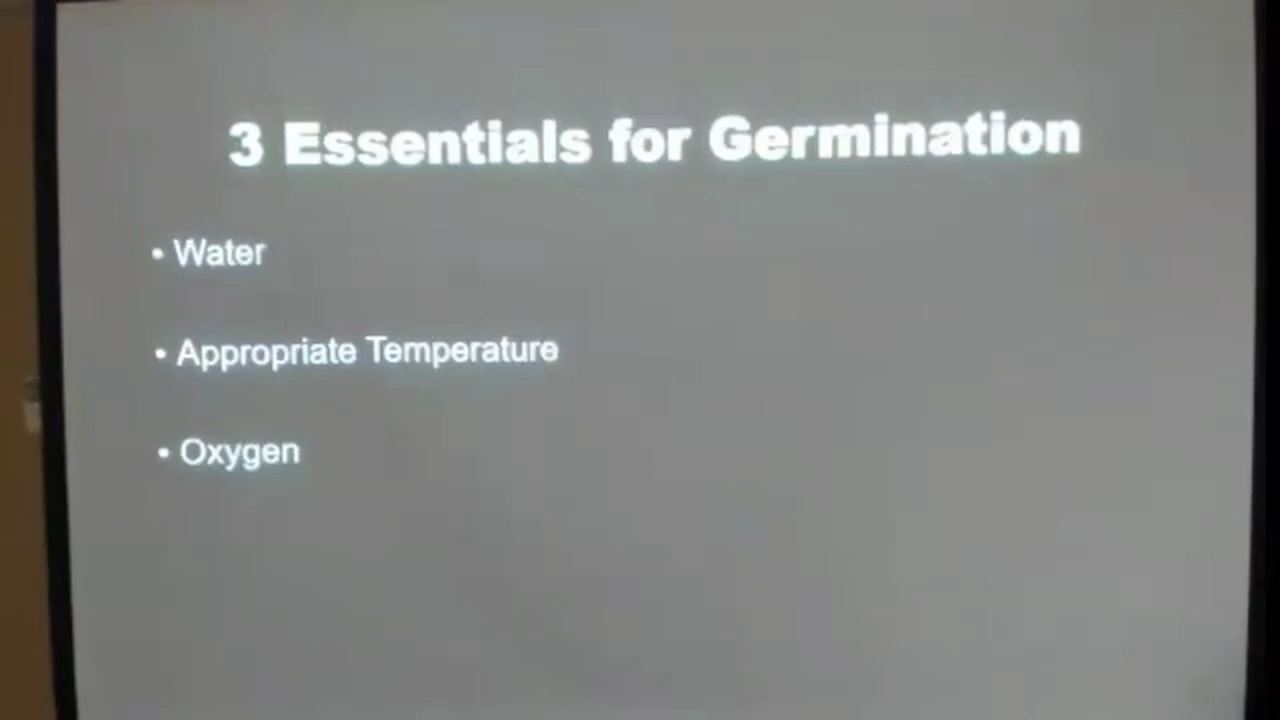 3 Essentials for Germination
• Water
• Appropriate Temperature
• Oxygen